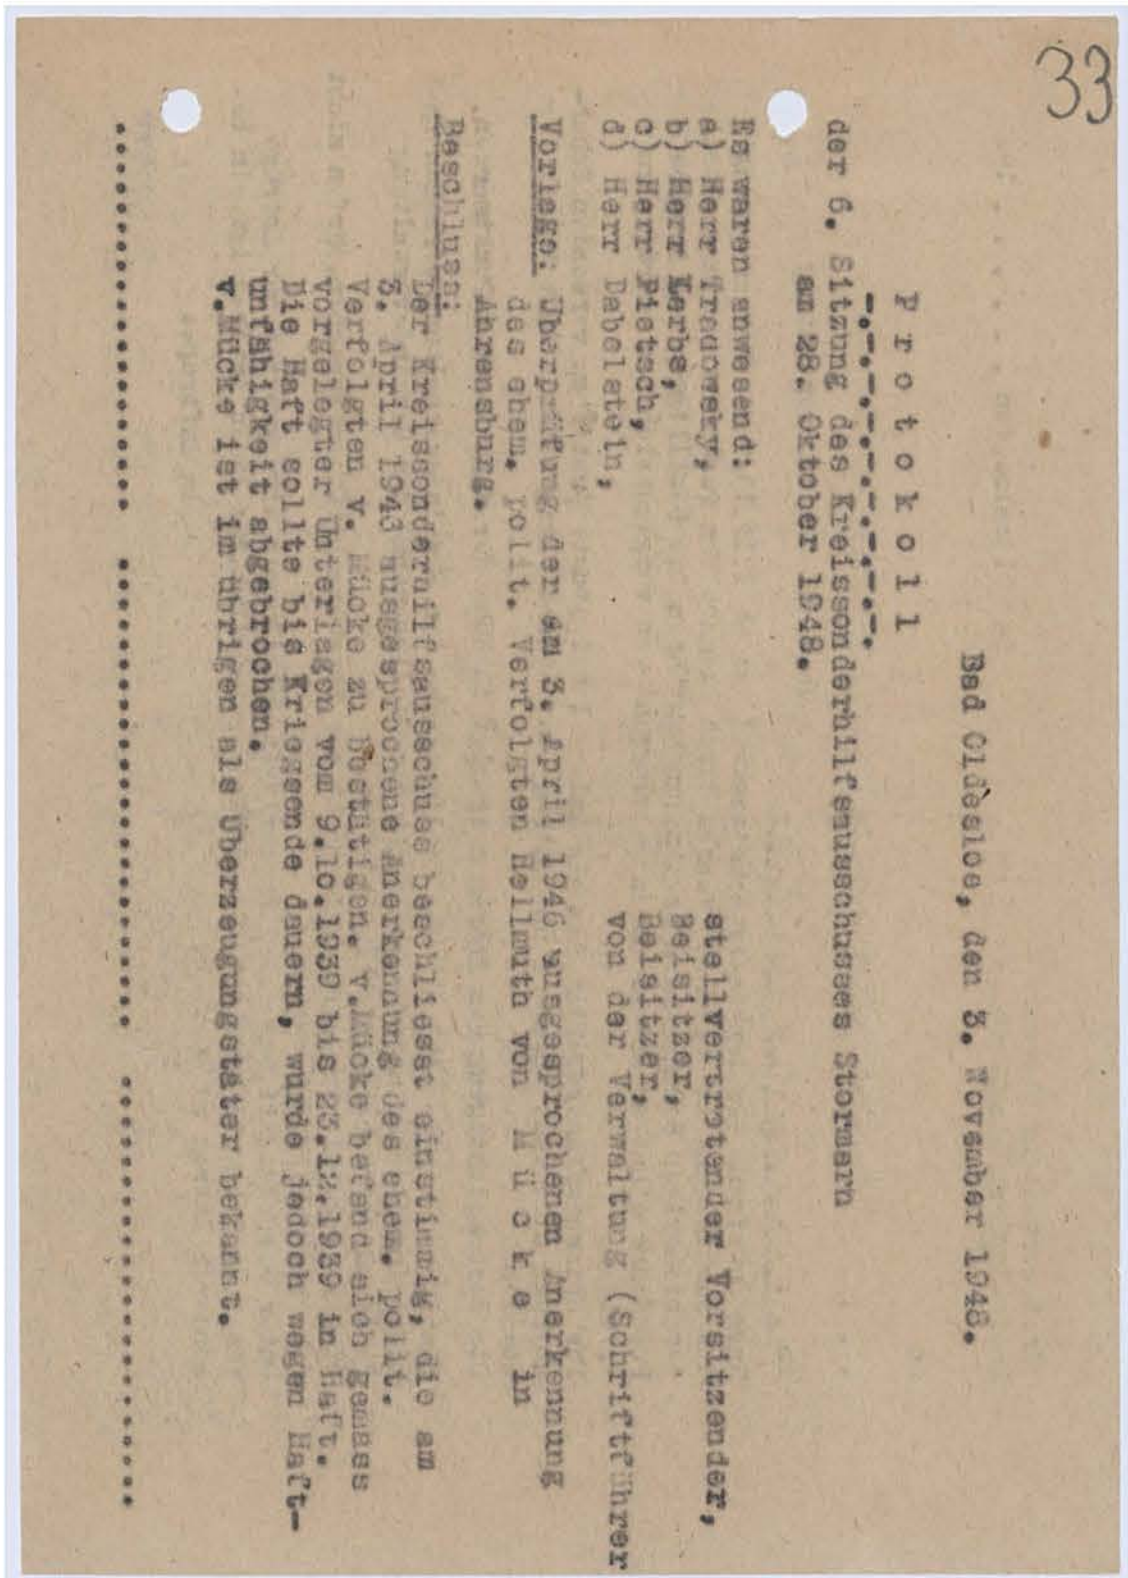 33
Bad Oldesloe, den 3. November 1948.
P r o t o k o l l
-.-.-.-.-.-.-.-.-.-.
der 6. Sitzung des Kreissonderhilfsausschusses Stormarn
am 28. Oktober 1948.
Es waren anwesend:
a) Herr Tradowsky, stellvertretender Vorsitzender,
b) Herr Lerbs, Beisitzer,
c) Herr Pietsch, Beisitzer,
d) Herr Dabelstein, von der Verwaltung (Schriftführer
Vorlage: Überprüfung der am 3. April 1946 ausgesprochenen Anerkennung
des ehem. polit. Verfolgten Hellmuth von M ü c k e in
Ahrensburg.
Beschluss:
Der Kreissonderhilfsausschuss beschliesst einstimmig, die am
3. April 1943 ausgesprochene Anerkennung des ehem. polit.
Verfolgten v. Mücke zu bestätigen. v.Mücke befand sich gemäss
vorgelegter Unterlagen vom 9.10.1939 bis 23.12.1939 in Haft.
Die Haft sollte bis Kriegsende dauern, wurde jedoch wegen Haft-
unfähigkeit abgebrochen.
v.Mücke ist im übrigen als Überzeugungstäter bekannt.